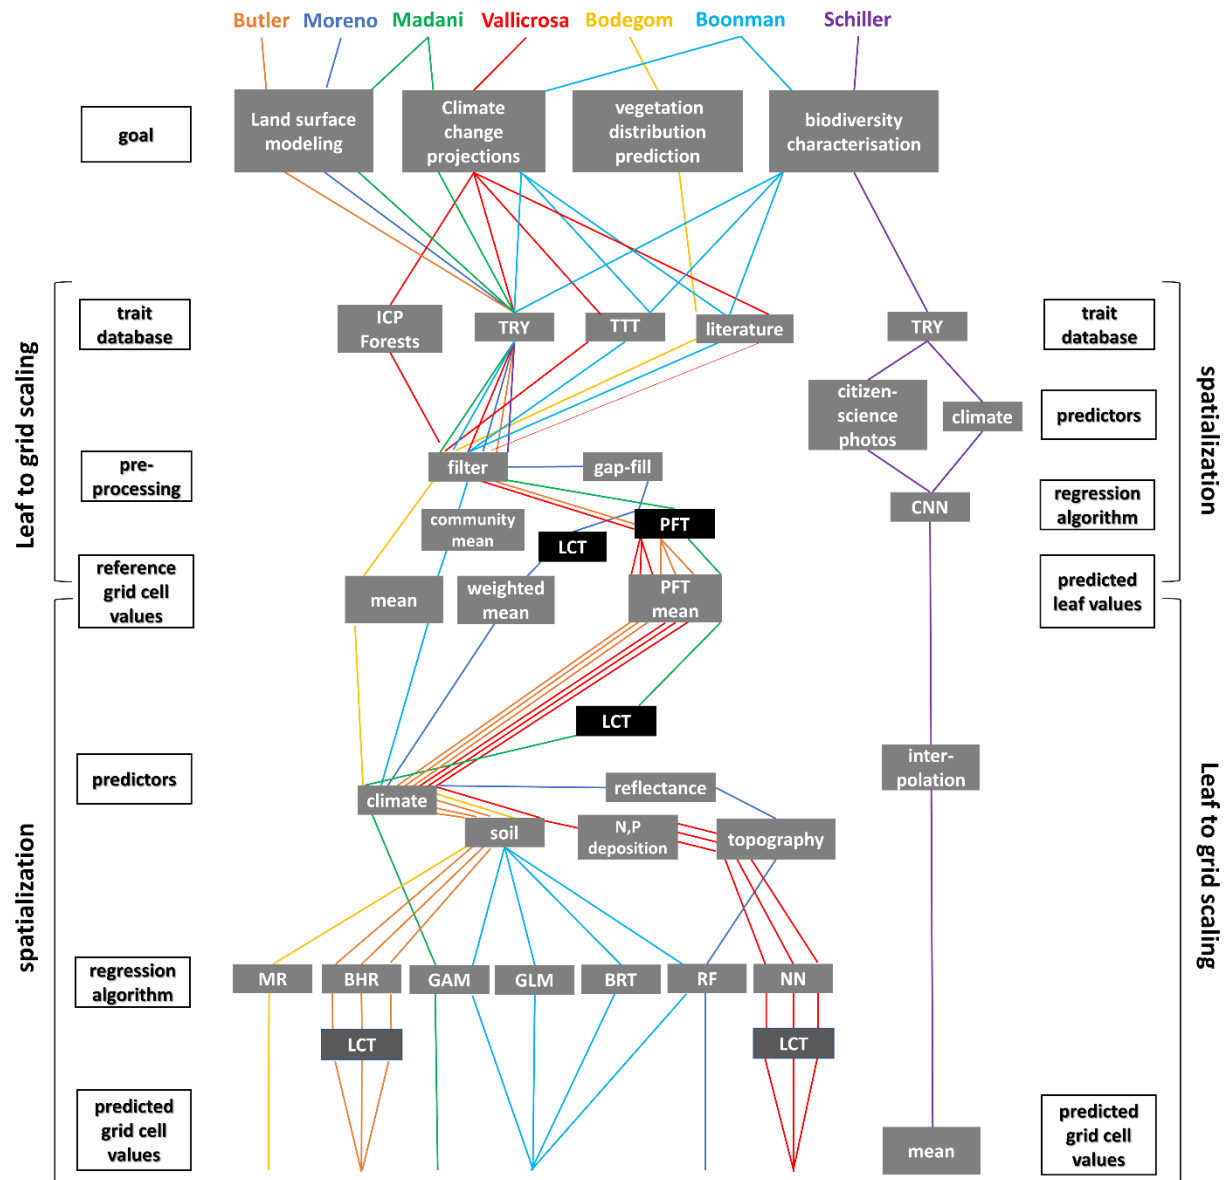 Butler Moreno Madani Vallicrosa Bodegom Boonman Schiller
goal
Land surface
modeling
Climate
change
projections
vegetation
distribution
prediction
biodiversity
characterisation
Leaf to grid scaling
trait
database
ICP
Forests
TRY
TTT
literature
TRY
trait
database
spatialization
citizen-
science
photos
climate
predictors
pre-
processing
filter
gap-fill
community
mean
LCT
PFT
CNN
regression
algorithm
reference
grid cell
values
mean
weighted
mean
PFT
mean
predicted
leaf values
LCT
spatialization
predictors
climate
reflectance
soil
N,P
deposition
topography
inter-
polation
Leaf to grid scaling
regression
algorithm
MR
BHR
GAM
GLM
BRT
RF
NN
LCT
LCT
predicted
grid cell
values
mean
predicted
grid cell
values